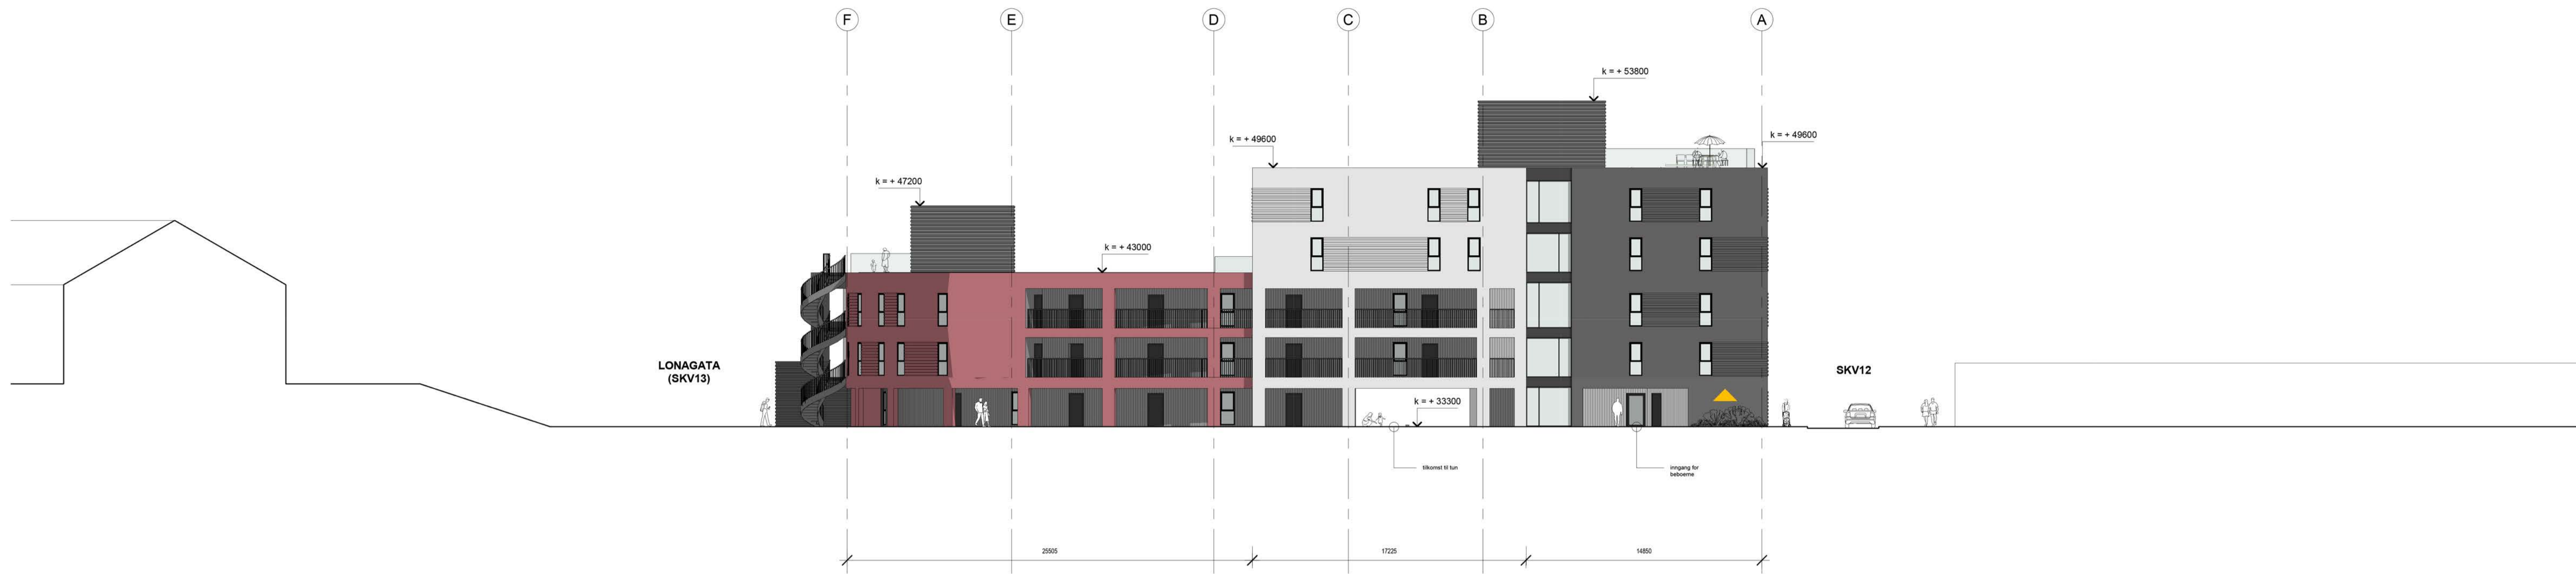 F
E
D
C
B
A
k = + 53800
k = + 49600
k = + 49600
k = + 47200
k = + 43000
LONAGATA
(SKV13)
SKV12
k = + 33300
tilkomst til tun
inngang for
beboerne
25505
17225
14850